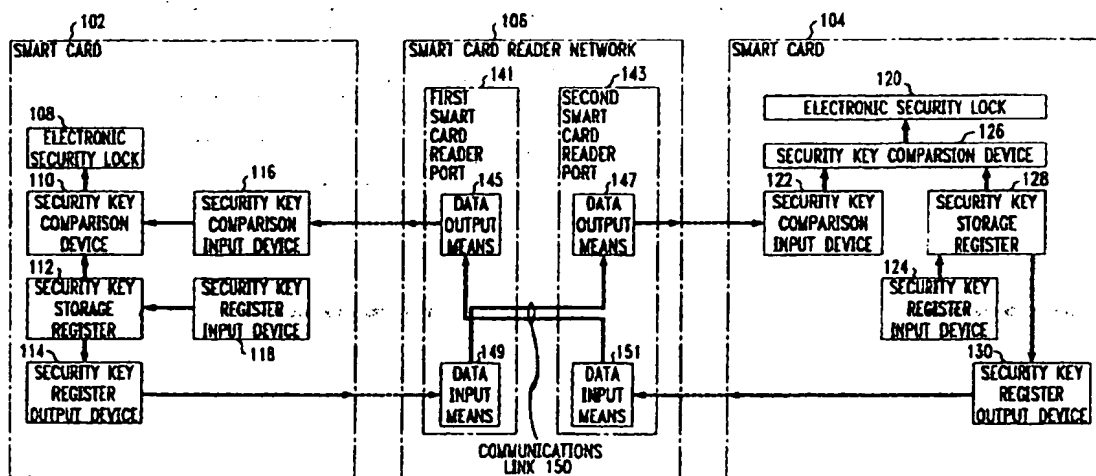 102
SMART CARD
108
ELECTRONIC
SECURITY LOCK
110
SECURITY KEY
COMPARISON
DEVICE
116
SECURITY KEY
COMPARISON
INPUT DEVICE
112
SECURITY KEY
STORAGE
REGISTER
SECURITY KEY
REGISTER
INPUT DEVICE
118
114
SECURITY KEY
REGISTER
OUTPUT DEVICE
106
SMART CARD READER NETWORK
141
FIRST
SMART
CARD
READER
PORT
143
SECOND
SMART
CARD
READER
PORT
145
DATA
OUTPUT
MEANS
147
DATA
OUTPUT
MEANS
149
DATA
INPUT
MEANS
151
DATA
INPUT
MEANS
COMMUNICATIONS
LINK 150
104
SMART CARD
120
ELECTRONIC SECURITY LOCK
126
SECURITY KEY COMPARSION DEVICE
122
SECURITY KEY
COMPARISON
INPUT DEVICE
128
SECURITY KEY
STORAGE
REGISTER
124
SECURITY KEY
REGISTER
INPUT DEVICE
130
SECURITY KEY
REGISTER
OUTPUT DEVICE